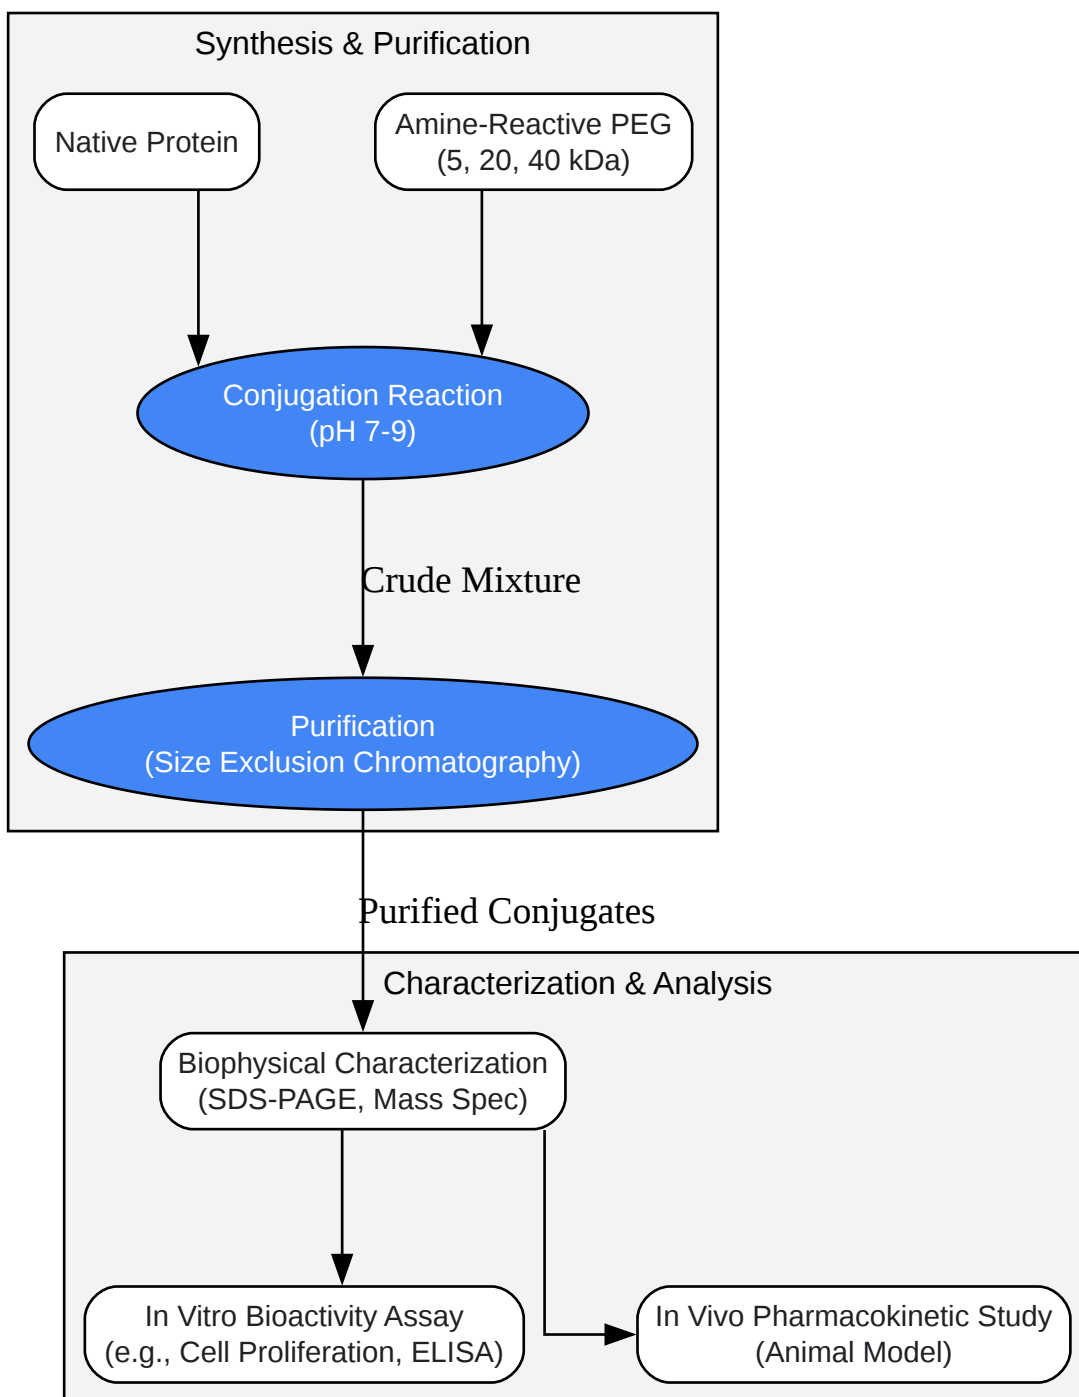 Synthesis & Purification
Native Protein
Amine-Reactive PEG
(5, 20, 40 kDa)
Conjugation Reaction
(pH 7-9)
Crude Mixture
Purification
(Size Exclusion Chromatography)
Purified Conjugates
Characterization & Analysis
Biophysical Characterization
(SDS-PAGE, Mass Spec)
In Vitro Bioactivity Assay
(e.g., Cell Proliferation, ELISA)
In Vivo Pharmacokinetic Study
(Animal Model)